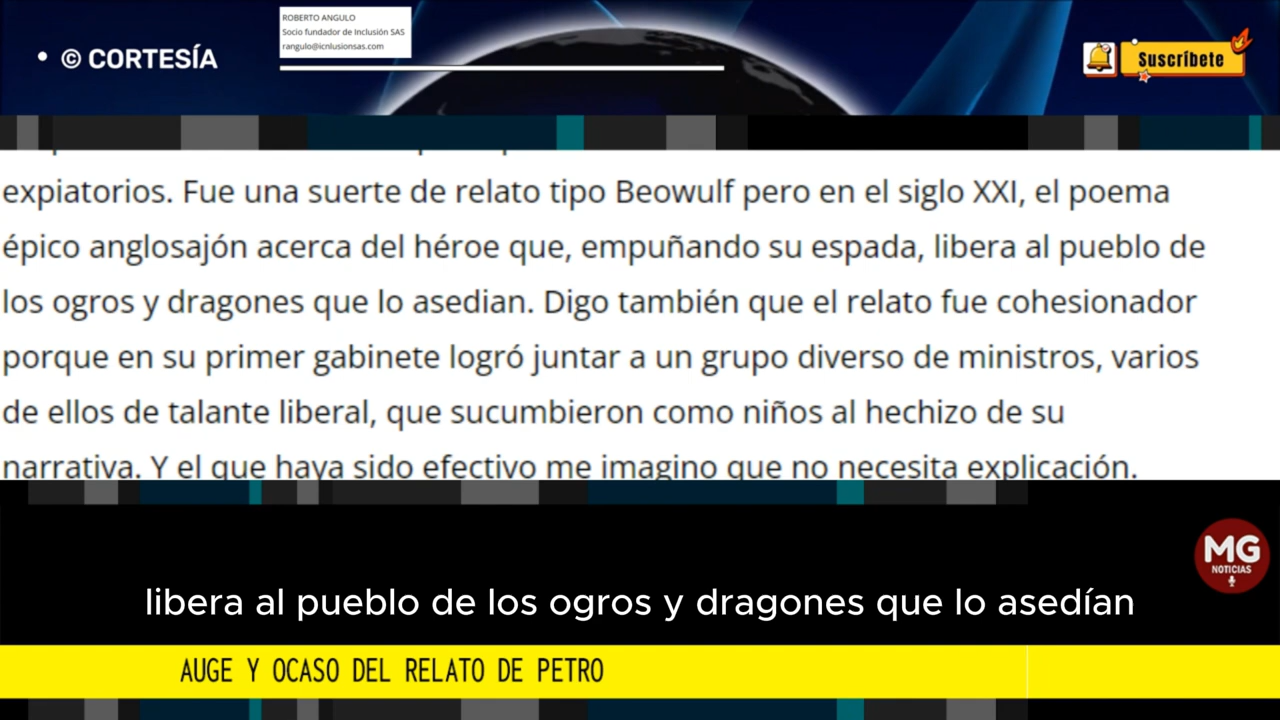 ROBERTO ANGULO
Socio fundador de Inclusión SAS
rangulo@icnlusionsas.com
• © CORTESÍA
Suscríbete
expiatorios. Fue una suerte de relato tipo Beowulf pero en el siglo XXI, el poema
épico anglosajón acerca del héroe que, empuñando su espada, libera al pueblo de
los ogros y dragones que lo asedian. Digo también que el relato fue cohesionador
porque en su primer gabinete logró juntar a un grupo diverso de ministros, varios
de ellos de talante liberal, que sucumbieron como niños al hechizo de su
narrativa. Y el que haya sido efectivo me imagino que no necesita explicación.
MG
NOTICIAS
libera al pueblo de los ogros y dragones que lo asedían
AUGE Y OCASO DEL RELATO DE PETRO